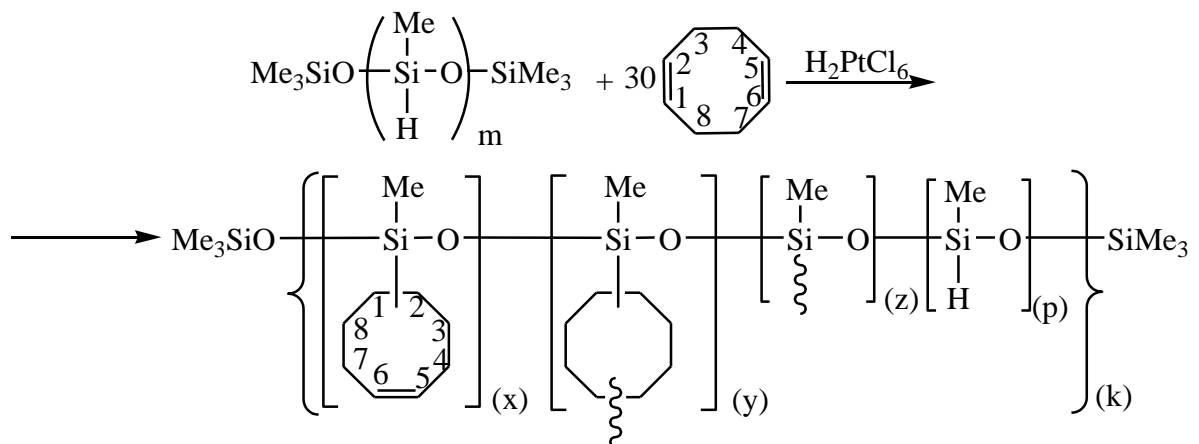 Me
Me3SiO Si O SiMe3 + 30 H2PtCl6
H m
1 2 3 4 5 6 7 8
Me Me Me Me
Me3SiO Si O Si O Si O Si O SiMe3
H
1 2 3 4 5 6 7 8
(x) (y) (z) (p) (k)